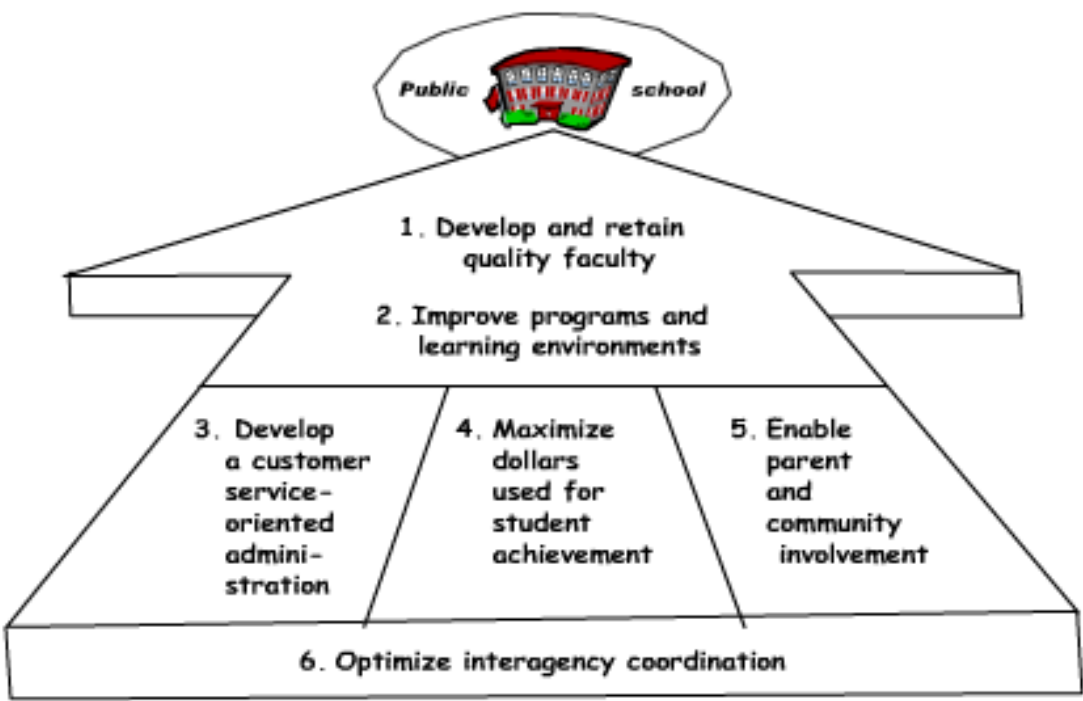 Public school
1. Develop and retain
quality faculty
2. Improve programs and
learning environments
3. Develop
a customer
service-
oriented
admini-
stration
4. Maximize
dollars
used for
student
achievement
5. Enable
parent
and
community
involvement
6. Optimize interagency coordination